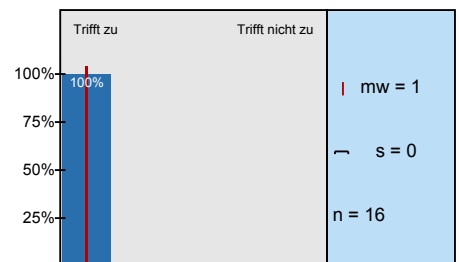 Trifft zu Trifft nicht zu
100%
100%
mw = 1
75%
s = 0
50%
25%
n = 16